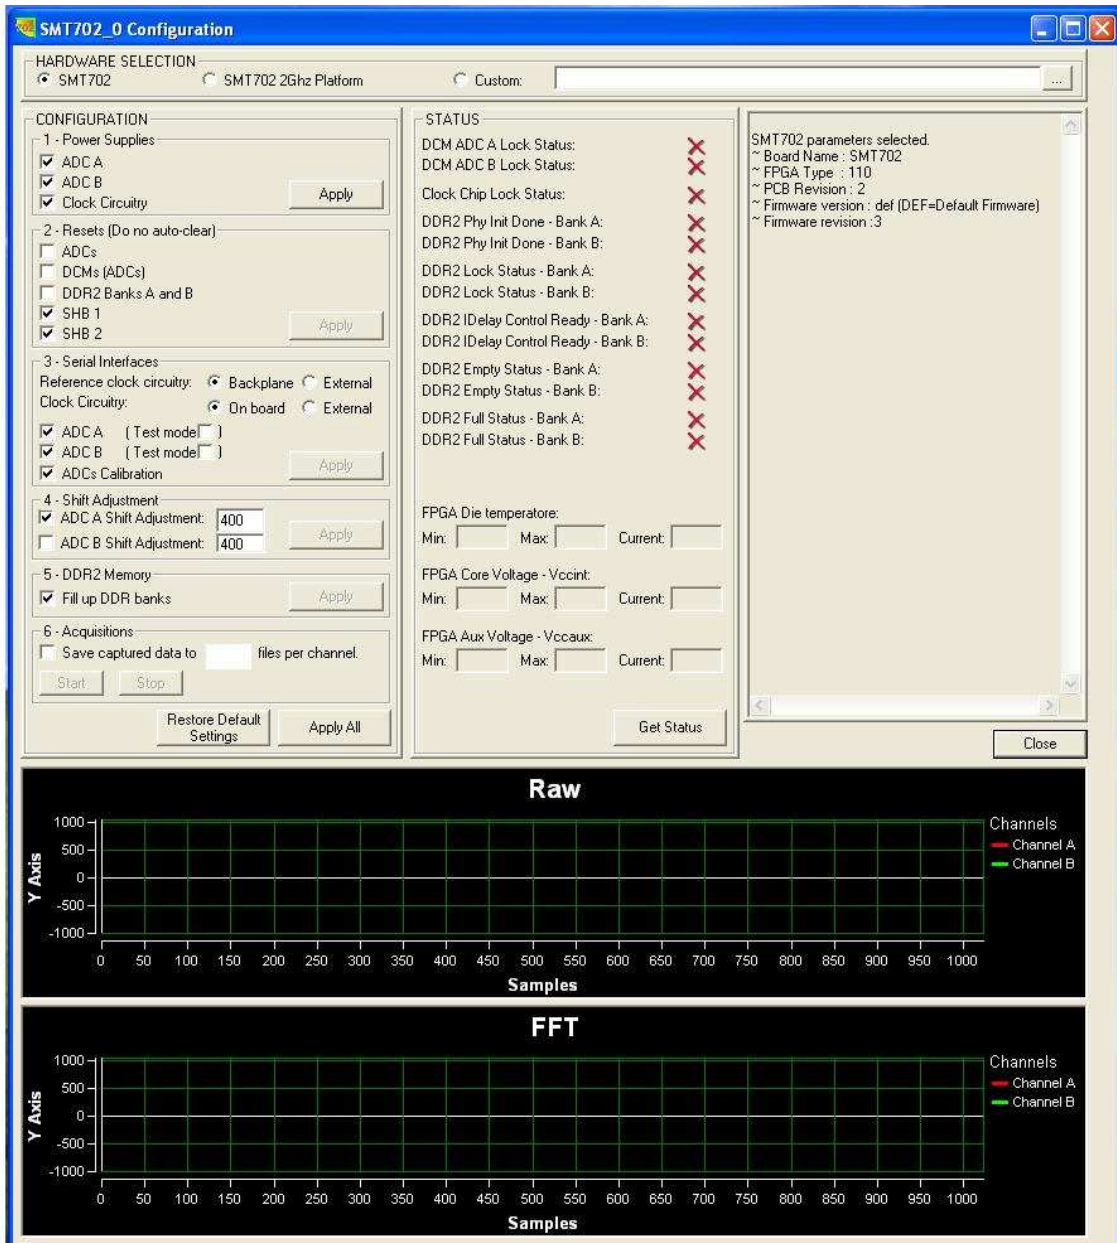 SMT702_0 Configuration
HARDWARE SELECTION
SMT702
SMT702 2Ghz Platform
Custom:
...
CONFIGURATION
1 - Power Supplies
ADC A
ADC B
Clock Circuitry
Apply
2 - Resets (Do no auto-clear)
ADCs
DCMs (ADCs)
DDR2 Banks A and B
SHB 1
SHB 2
Apply
3 - Serial Interfaces
Reference clock circuitry: Backplane External
Clock Circuitry: On board External
ADC A ( Test mode )
ADC B ( Test mode )
ADCs Calibration
Apply
4 - Shift Adjustment
ADC A Shift Adjustment: 400
ADC B Shift Adjustment: 400
Apply
5 - DDR2 Memory
Fill up DDR banks
Apply
6 - Acquisitions
Save captured data to files per channel.
Start
Stop
Restore Default Settings
Apply All
STATUS
DCM ADC A Lock Status:
DCM ADC B Lock Status:
Clock Chip Lock Status:
DDR2 Phy Init Done - Bank A:
DDR2 Phy Init Done - Bank B:
DDR2 Lock Status - Bank A:
DDR2 Lock Status - Bank B:
DDR2 IDelay Control Ready - Bank A:
DDR2 IDelay Control Ready - Bank B:
DDR2 Empty Status - Bank A:
DDR2 Empty Status - Bank B:
DDR2 Full Status - Bank A:
DDR2 Full Status - Bank B:
FPGA Die temperatore:
Min: Max: Current:
FPGA Core Voltage - Vccint:
Min: Max: Current:
FPGA Aux Voltage - Vccaux:
Min: Max: Current:
Get Status
SMT702 parameters selected.
~ Board Name : SMT702
~ FPGA Type : 110
~ PCB Revision : 2
~ Firmware version : def (DEF=Default Firmware)
~ Firmware revision :3
Close
Raw
Y Axis
1000
500
0
-500
-1000
0 50 100 150 200 250 300 350 400 450 500 550 600 650 700 750 800 850 900 950 1000
Samples
Channels
Channel A
Channel B
FFT
Y Axis
1000
500
0
-500
-1000
0 50 100 150 200 250 300 350 400 450 500 550 600 650 700 750 800 850 900 950 1000
Samples
Channels
Channel A
Channel B